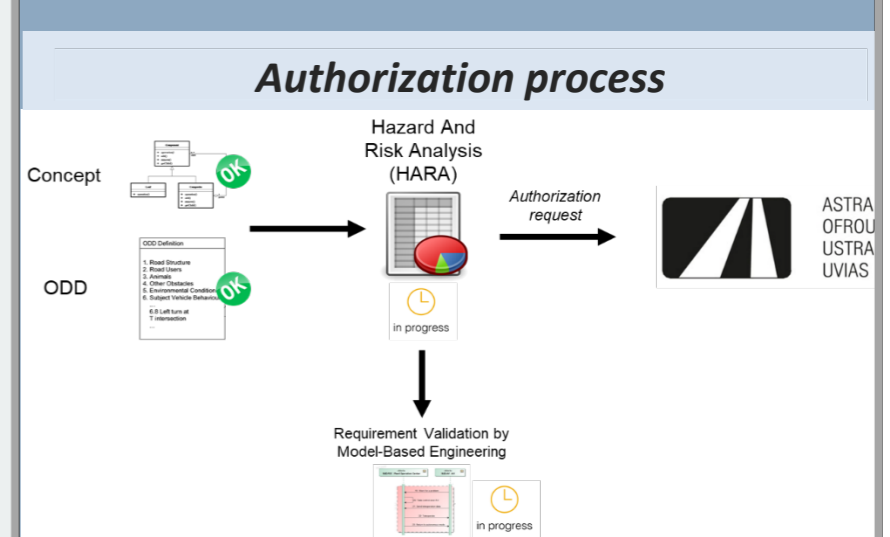 Authorization process
Concept
OK
ODD
ODD Definition
1. Road Structure
2. Road Users
3. Animals
4. Other Obstacles
5. Environmental Condition
6. Subject Vehicle Behaviou
...
6.8 Left turn at
T intersection
...
OK
Hazard And
Risk Analysis
(HARA)
in progress
Authorization
request
ASTRA
OFROU
USTRA
UVIAS
Requirement Validation by
Model-Based Engineering
in progress